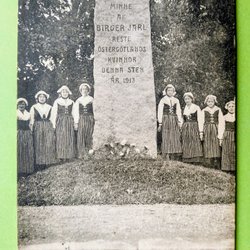 MINNE
AF
BIRGER JARL
RESTE
ÖSTERGÖTLANDS
KVINNOR
DENNA STEN
ÅR 1913